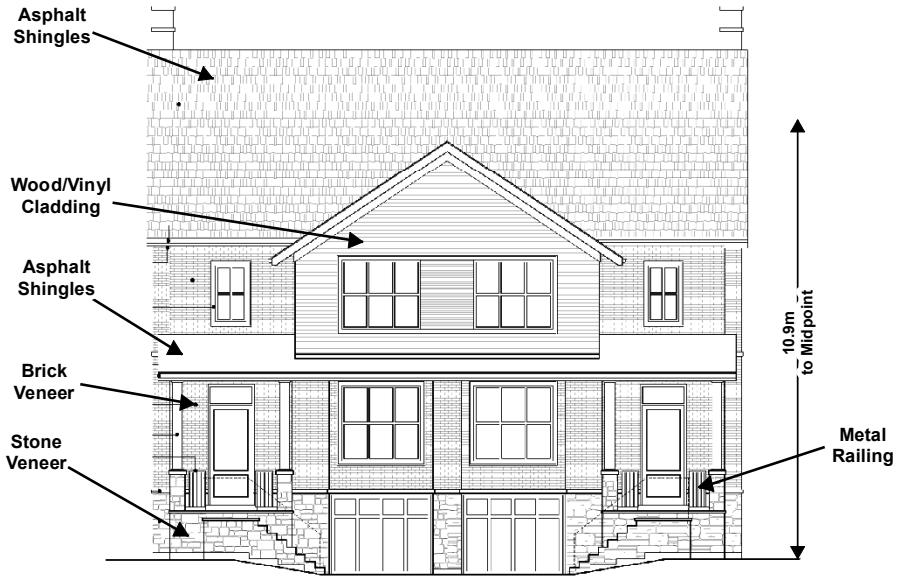 Asphalt
Shingles
Wood/Vinyl
Cladding
Asphalt
Shingles
Brick
Veneer
Stone
Veneer
10.9m
to Midpoint
Metal
Railing